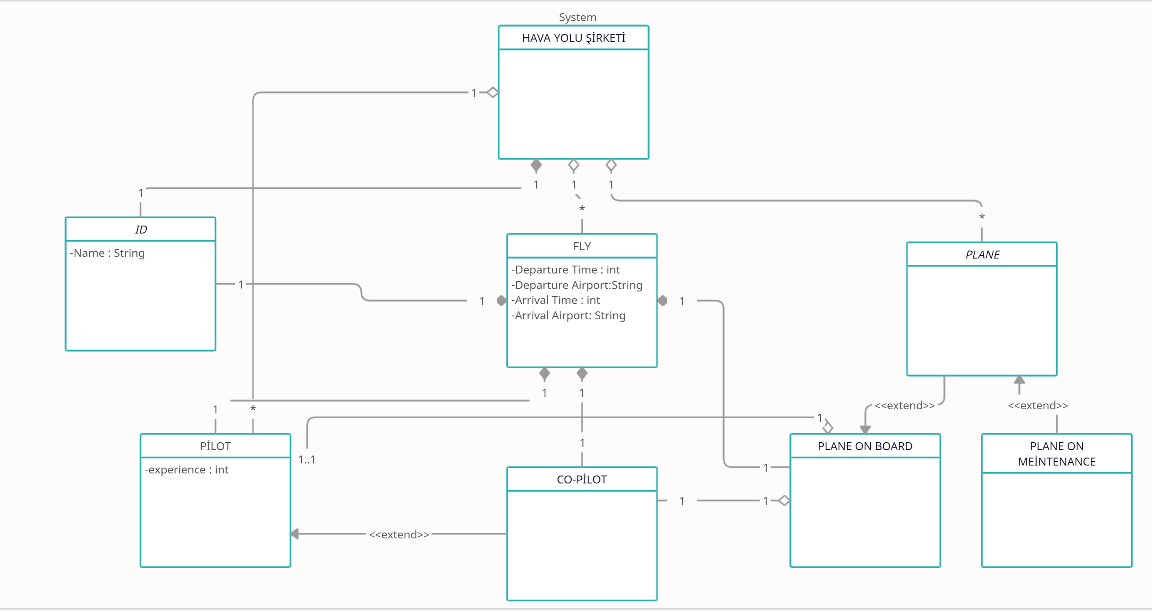 System
HAVA YOLU ŞİRKETİ
1
1
1
1
1
*
*
ID
-Name : String
FLY
-Departure Time : int
-Departure Airport:String
-Arrival Time : int
-Arrival Airport: String
PLANE
1
1
1
1
1
<<extend>>
<<extend>>
1
*
1
PİLOT
-experience : int
1..1
1
CO-PİLOT
PLANE ON BOARD
PLANE ON
MEİNTENANCE
1
1
1
<<extend>>